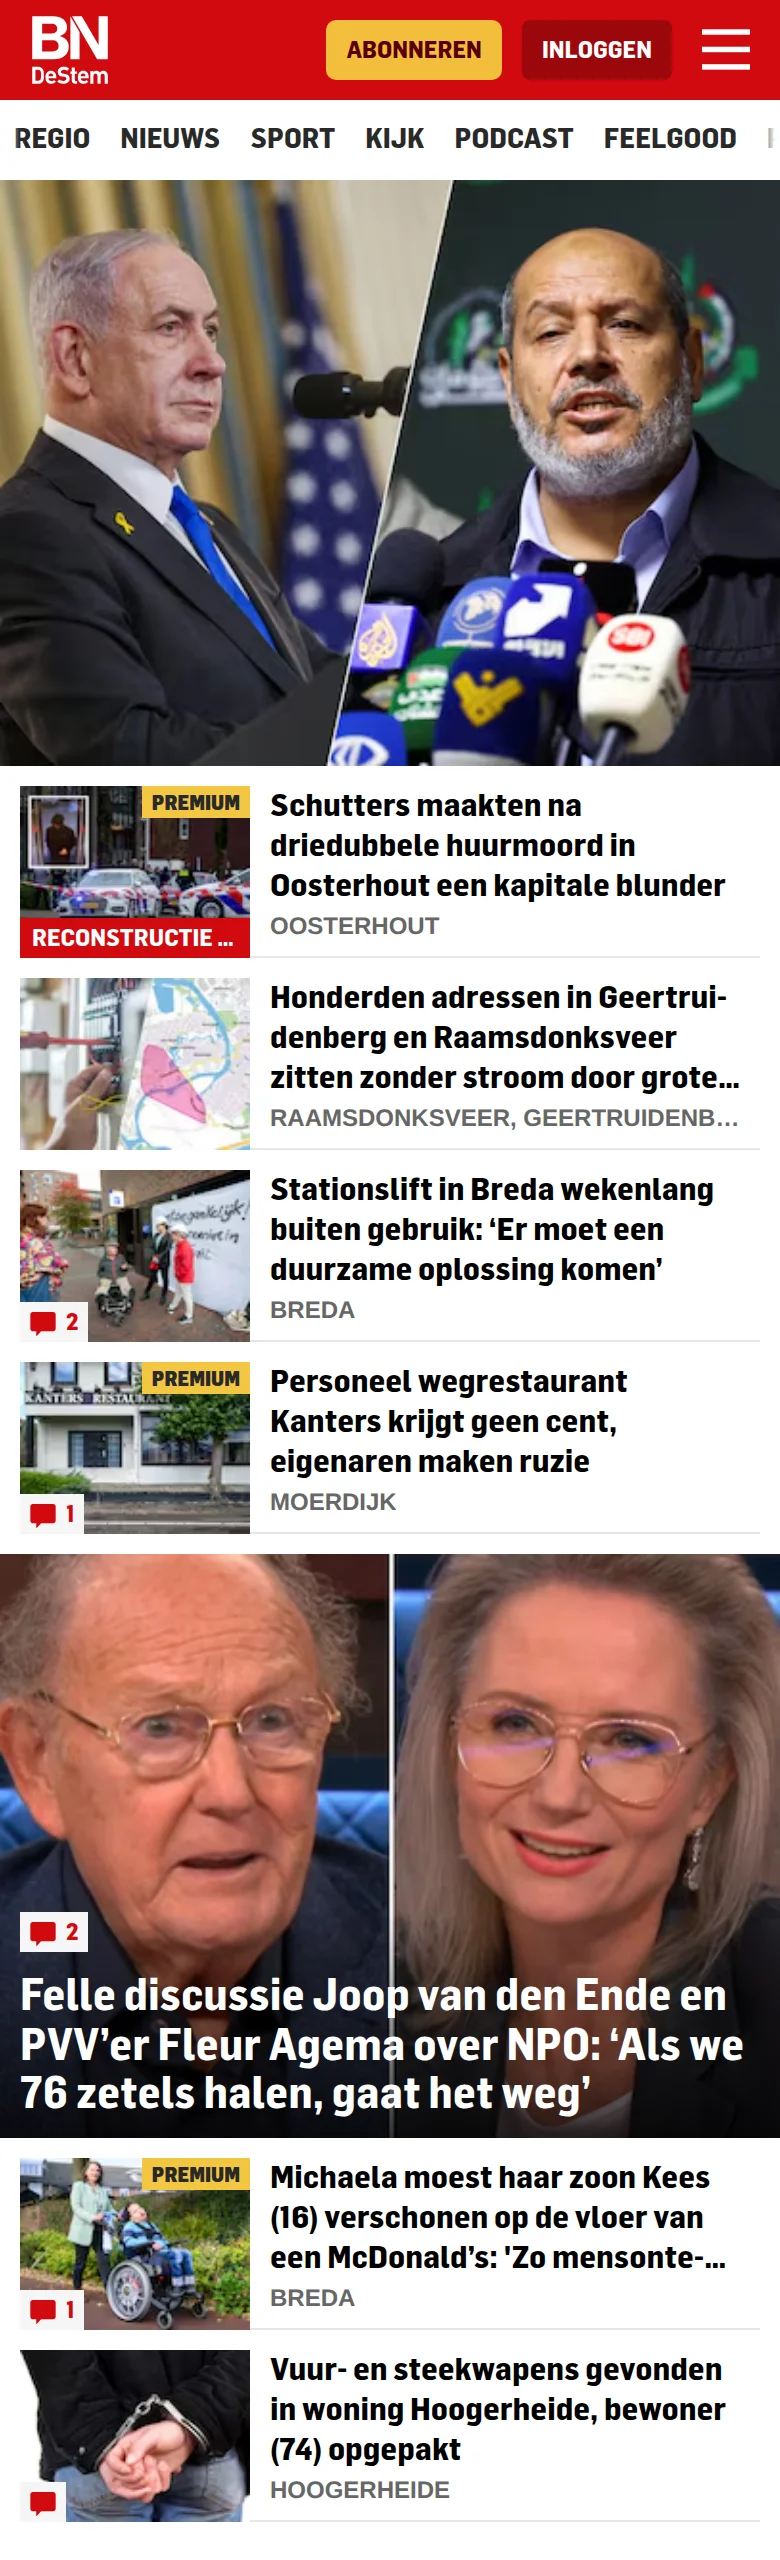 BN
DeStem
ABONNEREN
INLOGGEN
REGIO NIEUWS SPORT KIJK PODCAST FEELGOOD
SBI
PREMIUM
RECONSTRUCTIE ...
Schutters maakten na
driedubbele huurmoord in
Oosterhout een kapitale blunder
OOSTERHOUT
Honderden adressen in Geertrui-
denberg en Raamsdonksveer
zitten zonder stroom door grote...
RAAMSDONKSVEER, GEERTRUIDENB...
2
Stationslift in Breda wekenlang
buiten gebruik: ‘Er moet een
duurzame oplossing komen’
BREDA
PREMIUM
KANTERS RESTAURANT
1
Personeel wegrestaurant
Kanters krijgt geen cent,
eigenaren maken ruzie
MOERDIJK
2
Felle discussie Joop van den Ende en
PVV’er Fleur Agema over NPO: ‘Als we
76 zetels halen, gaat het weg’
PREMIUM
1
Michaela moest haar zoon Kees
(16) verschonen op de vloer van
een McDonald’s: 'Zo mensonte-...
BREDA
Vuur- en steekwapens gevonden
in woning Hoogerheide, bewoner
(74) opgepakt
HOOGERHEIDE